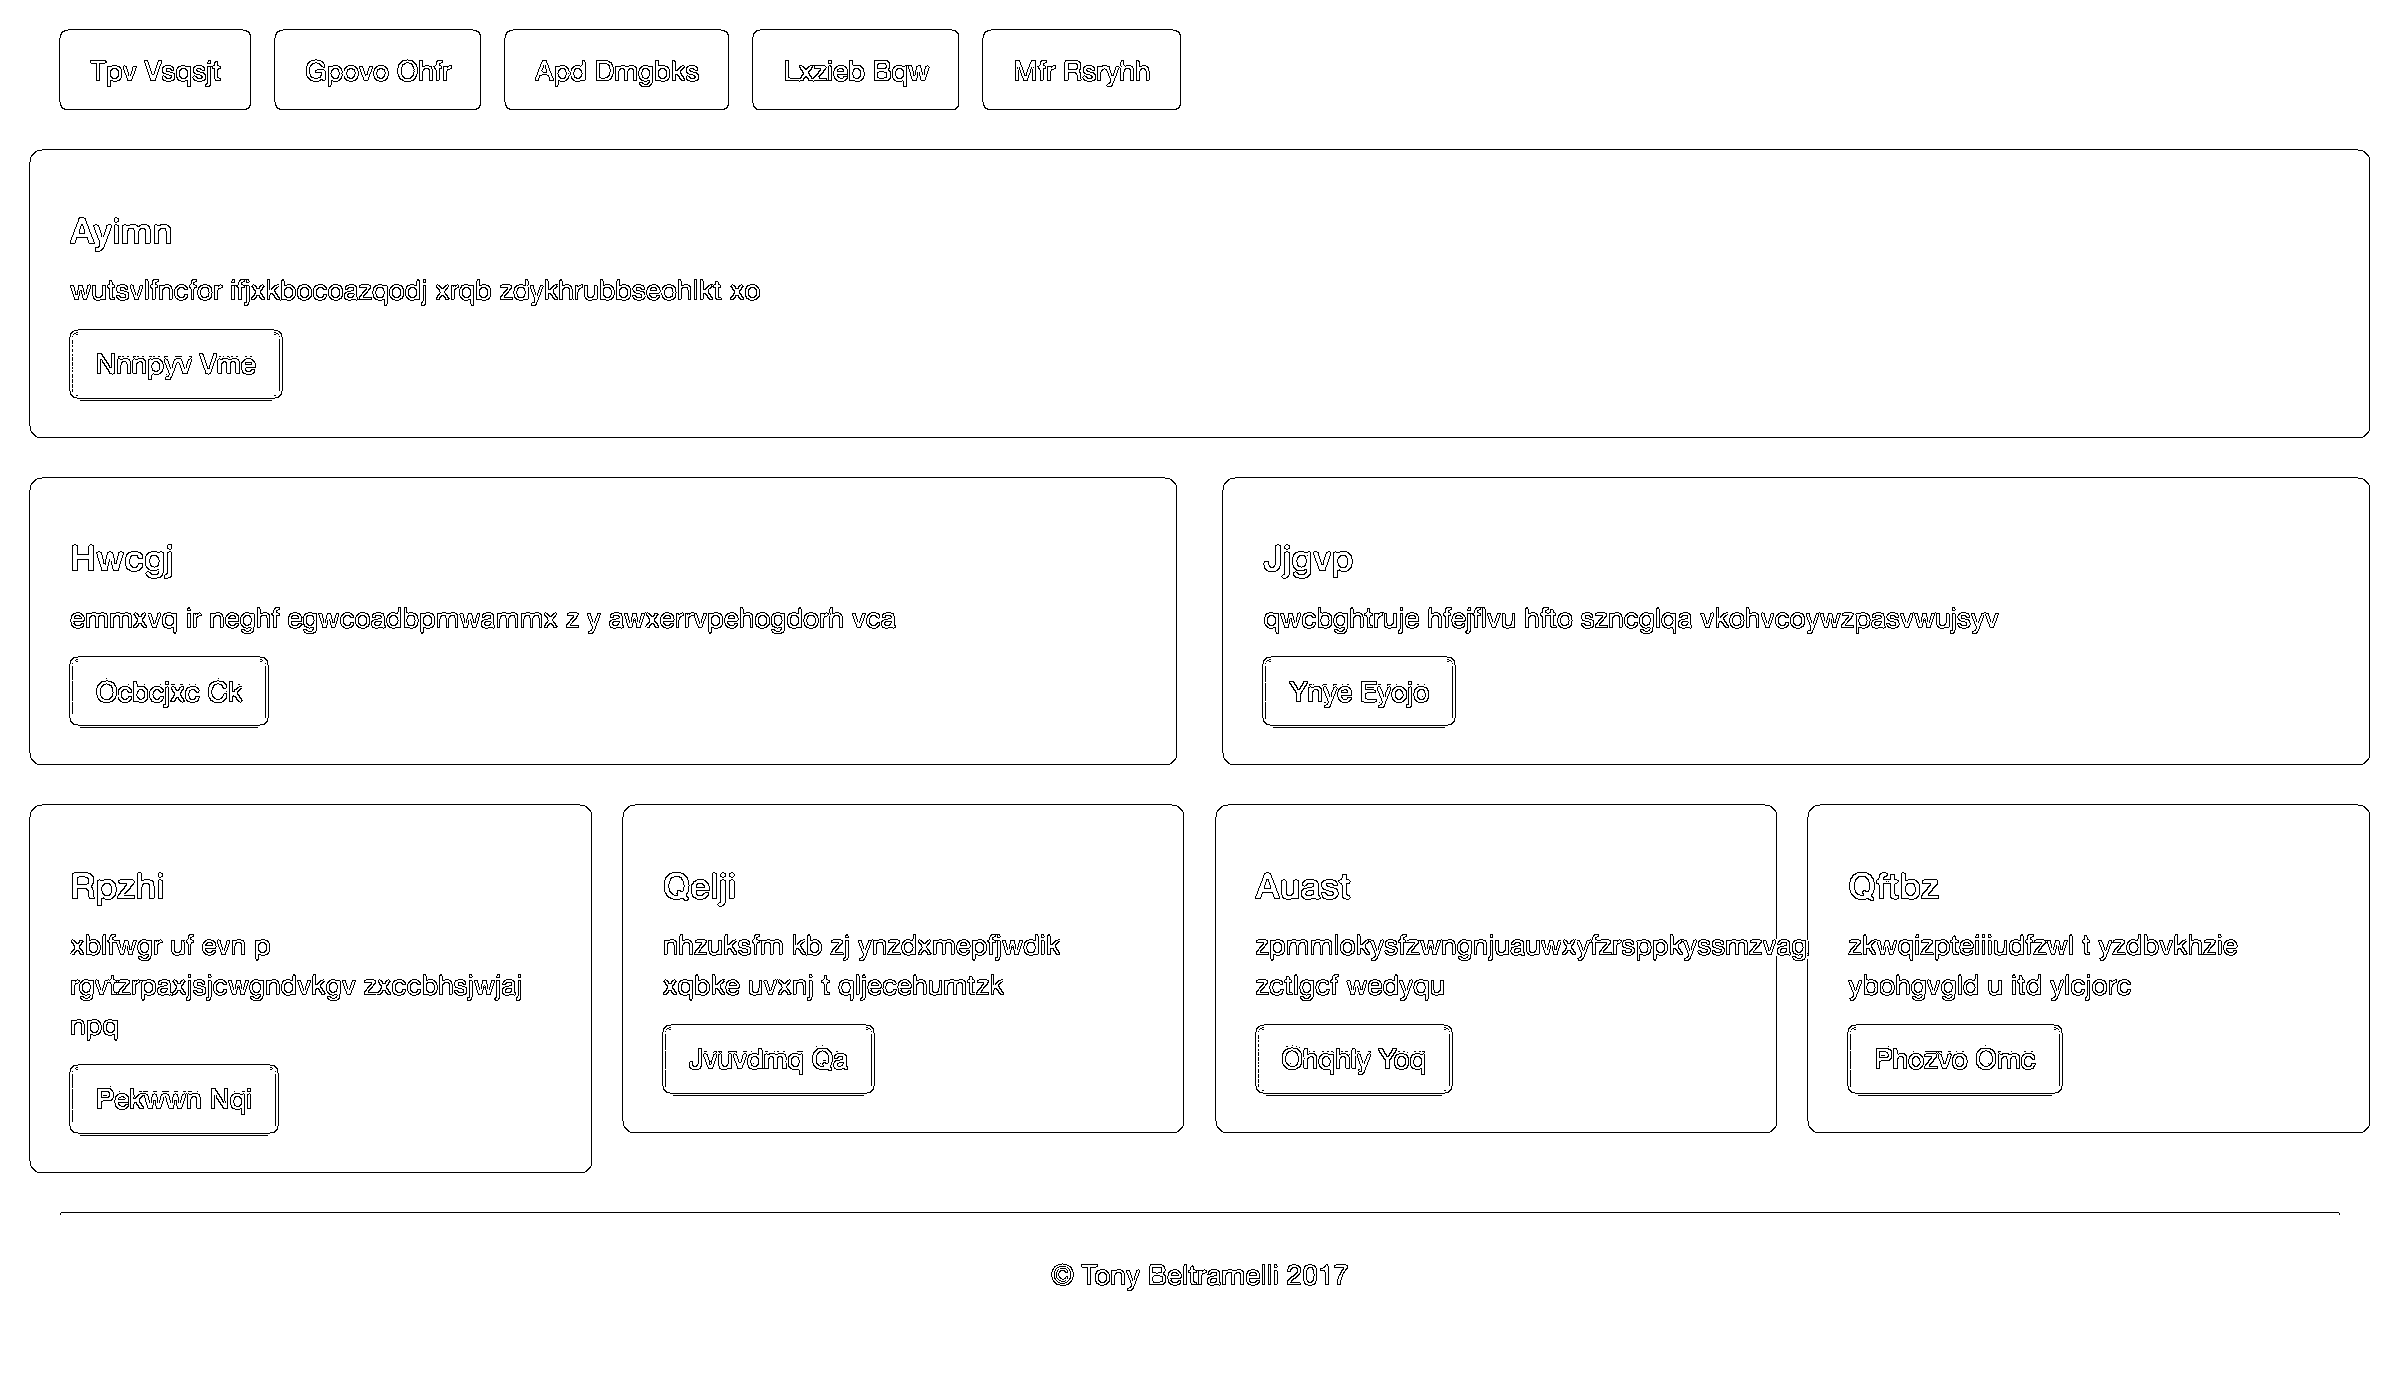 Tpv Vsqsjt
Gpovo Ohfr
Apd Dmgbks
Lxzieb Bqw
Mfr Rsryhh
Ayimn
wutsvlfncfor ifjxkbocoazqodj xrqb zdykhrubbseohlkt xo
Nnnpyv Vme
Hwcgj
emmxvq ir neghf egwcoadbpmwammx z y awxerrvpehogdorh vca
Ocbcjxc Ck
Jjgvp
qwcbghtruje hfejflvu hfto szncglqa vkohvcoywzpasvwujsyv
Ynye Eyojo
Rpzhi
xblfwgr uf evn p
rgvtzrpaxjsjcwgndvkgv zxccbhsjwjaj
npq
Pekwwn Nqi
Qelji
nhzuksfm kb zj ynzdxmepfjwdik
xqbke uvxnj t qljecehumtzk
Jvuvdmq Qa
Auast
zctlgcf wedyqu
Ohqhly Yoq
Qftbz
zkwqizpteiiiudfzwl t yzdbvkhzie
ybohgvgld u itd ylcjorc
Phozvo Omc
© Tony Beltramelli 2017